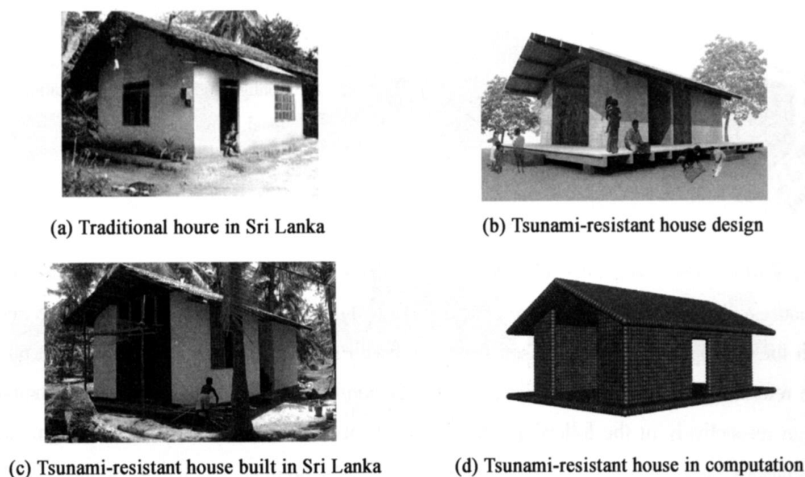 (a) Traditional houre in Sri Lanka
(b) Tsunami-resistant house design
(c) Tsunami-resistant house built in Sri Lanka
(d) Tsunami-resistant house in computation